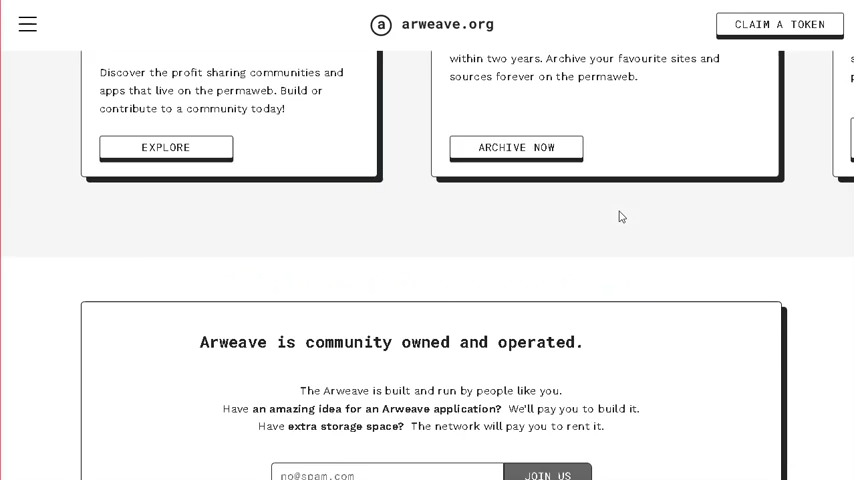 a arweave.org
CLAIM A TOKEN
Discover the profit sharing communities and
apps that live on the permaweb. Build or
contribute to a community today!
EXPLORE
within two years. Archive your favourite sites and
sources forever on the permaweb.
ARCHIVE NOW
Arweave is community owned and operated.
The Arweave is built and run by people like you.
Have an amazing idea for an Arweave application? We'll pay you to build it.
Have extra storage space? The network will pay you to rent it.
no@spam.com
JOIN US